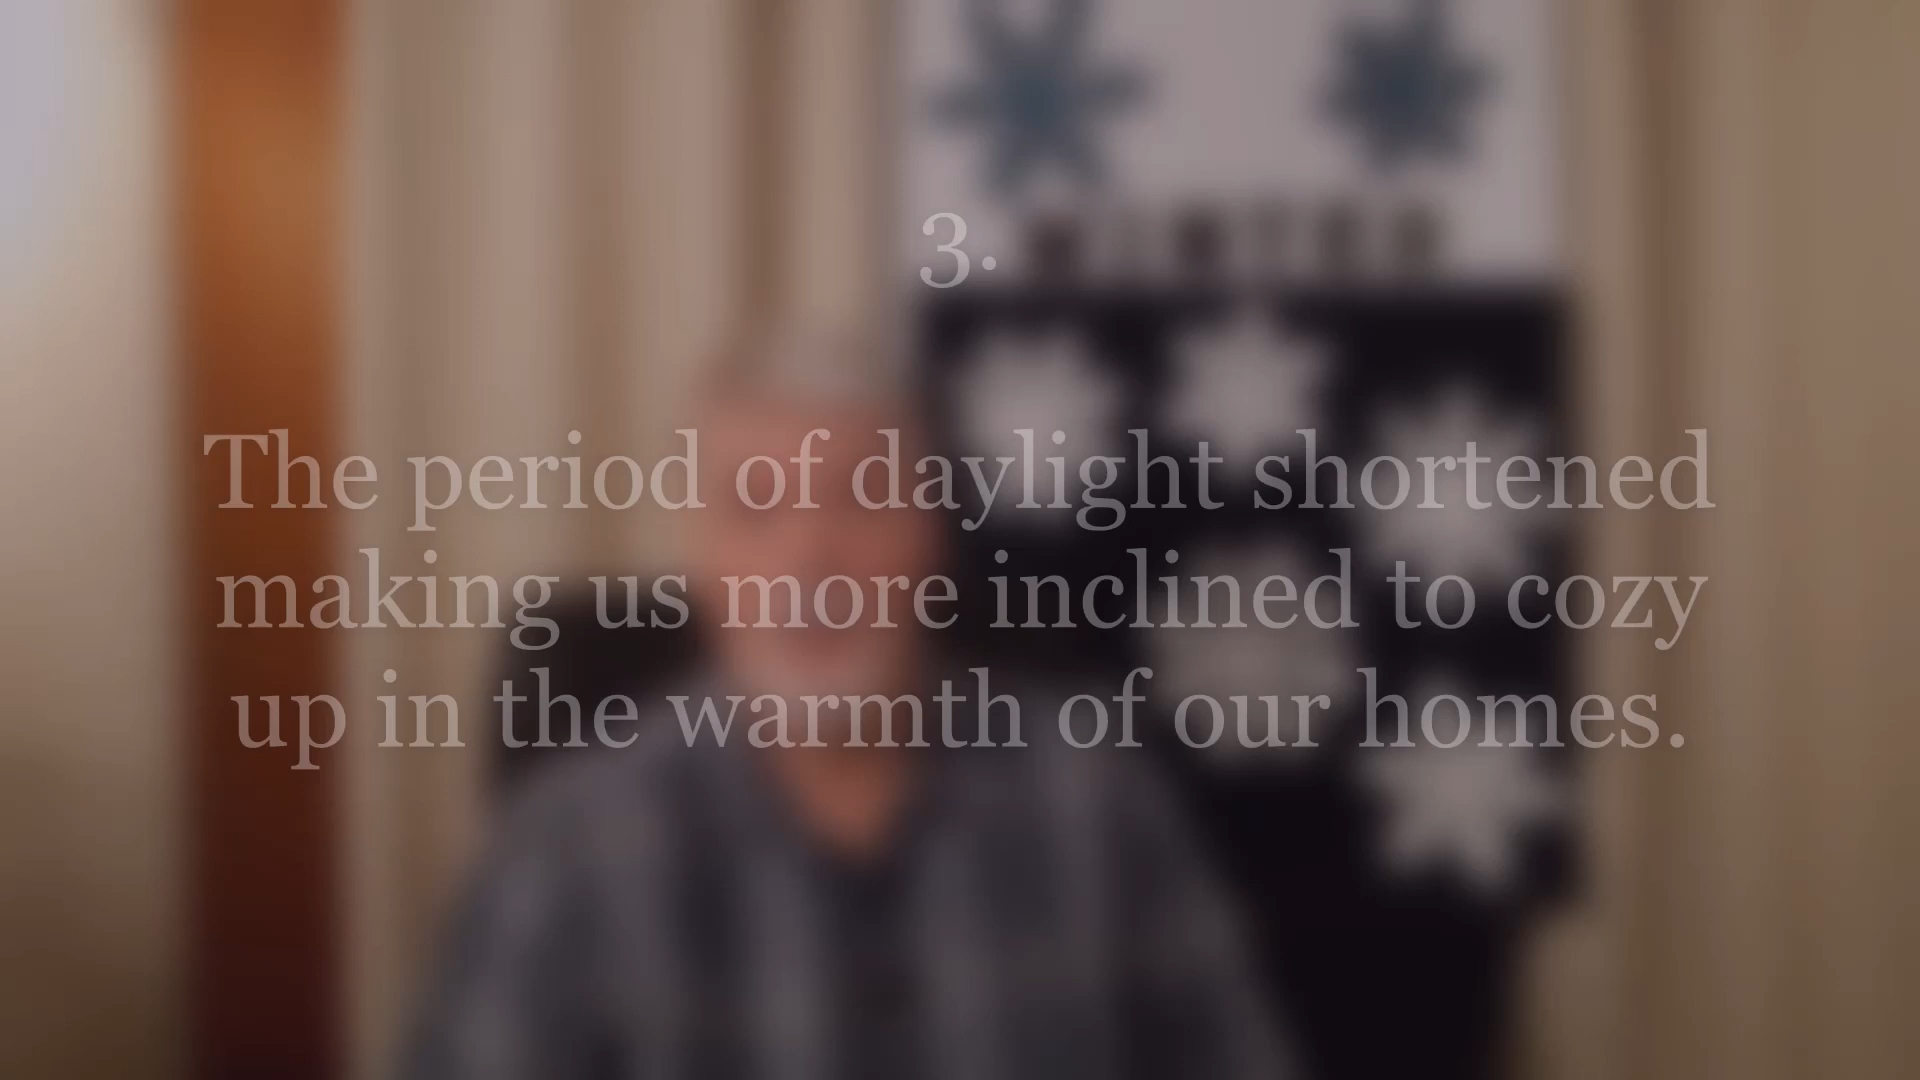 3.
The period of daylight shortened
making us more inclined to cozy
up in the warmth of our homes.